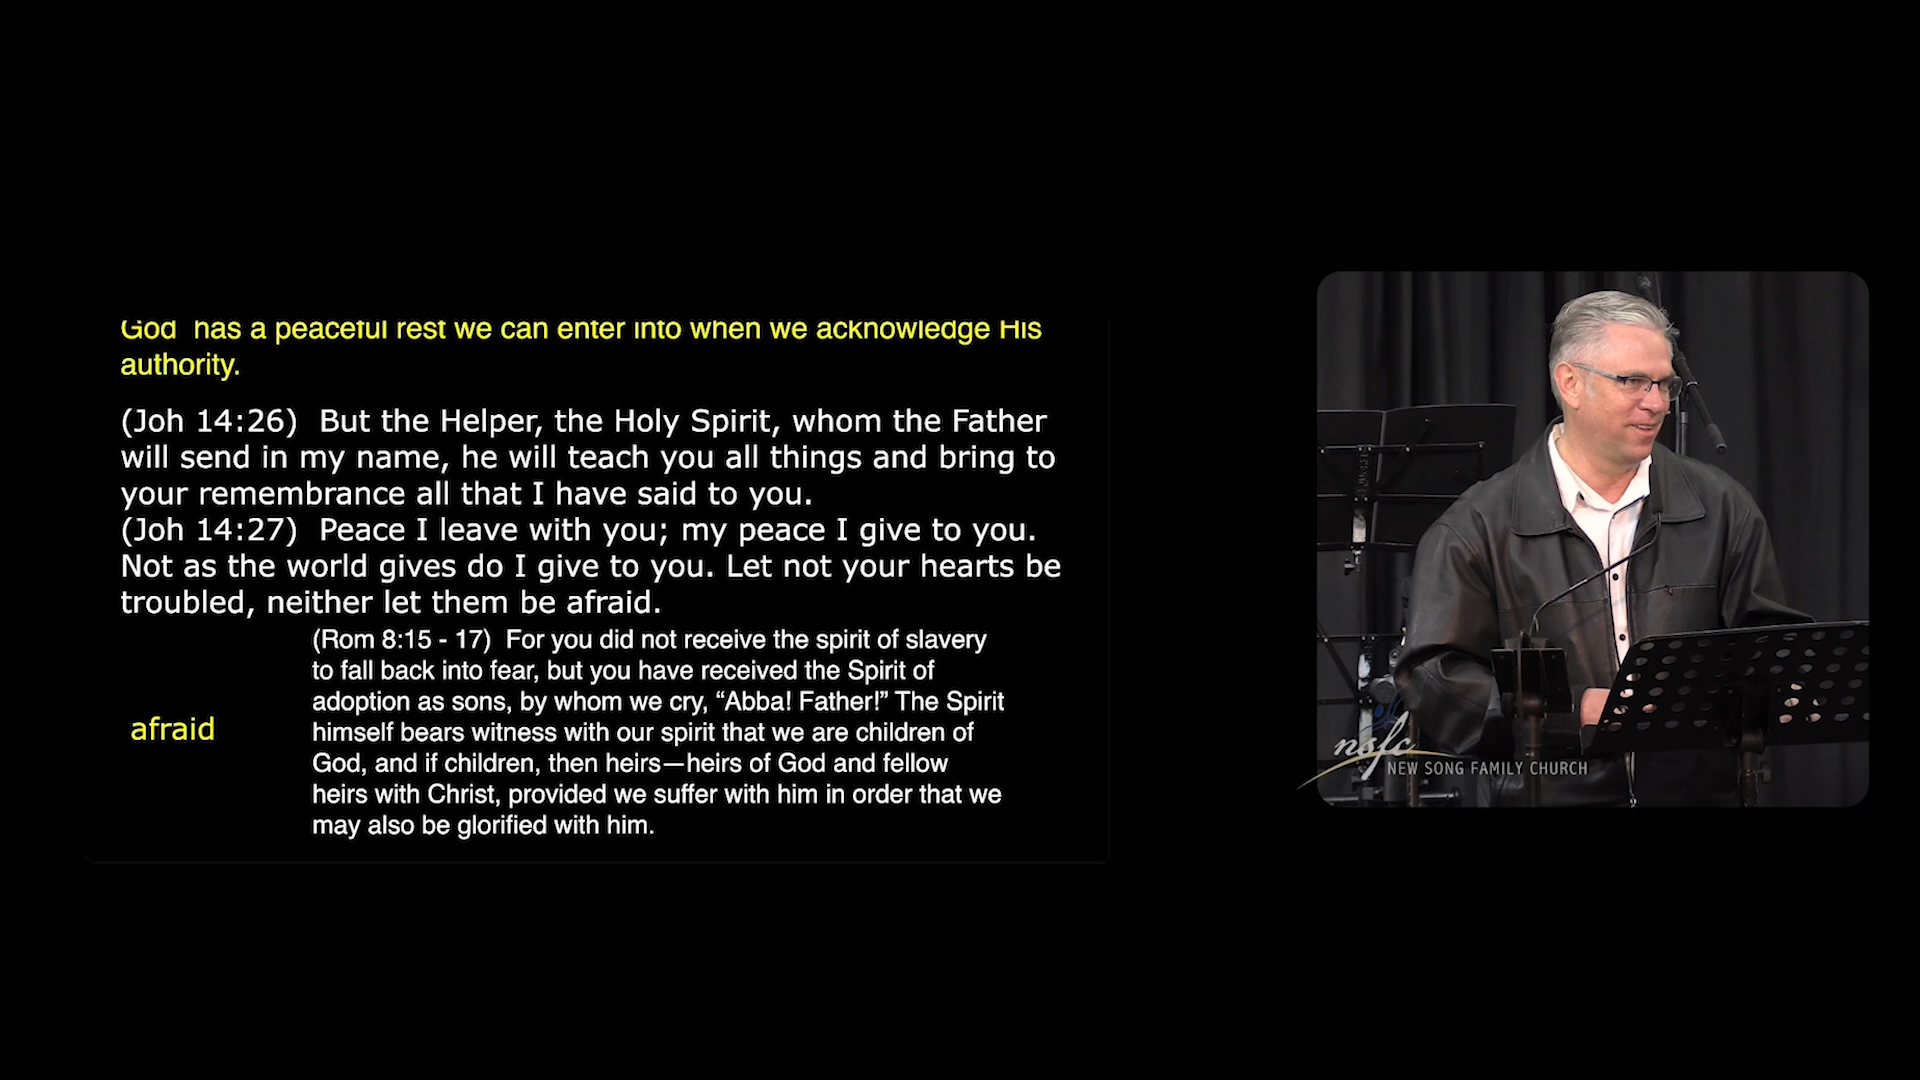 God  has a peaceful rest we can enter into when we acknowledge His
authority.
(Joh 14:26)  But the Helper, the Holy Spirit, whom the Father
will send in my name, he will teach you all things and bring to
your remembrance all that I have said to you.
(Joh 14:27)  Peace I leave with you; my peace I give to you.
Not as the world gives do I give to you. Let not your hearts be
troubled, neither let them be afraid.
afraid
(Rom 8:15 - 17)  For you did not receive the spirit of slavery
to fall back into fear, but you have received the Spirit of
adoption as sons, by whom we cry, “Abba! Father!” The Spirit
himself bears witness with our spirit that we are children of
God, and if children, then heirs—heirs of God and fellow
heirs with Christ, provided we suffer with him in order that we
may also be glorified with him.
nsfc
NEW SONG FAMILY CHURCH